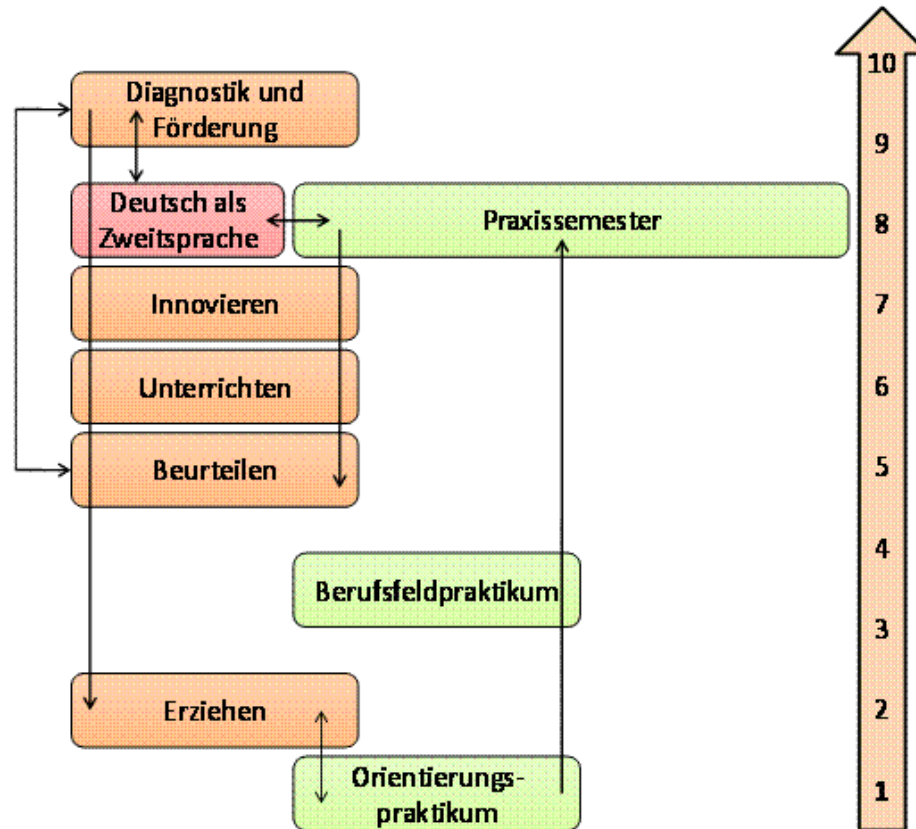 10
Diagnostik und
Förderung
9
Deutsch als
Zweitsprache
Praxissemester
8
Innovieren
7
Unterrichten
6
Beurteilen
5
4
Berufsfeldpraktikum
3
Erziehen
2
Orientierungs-
praktikum
1